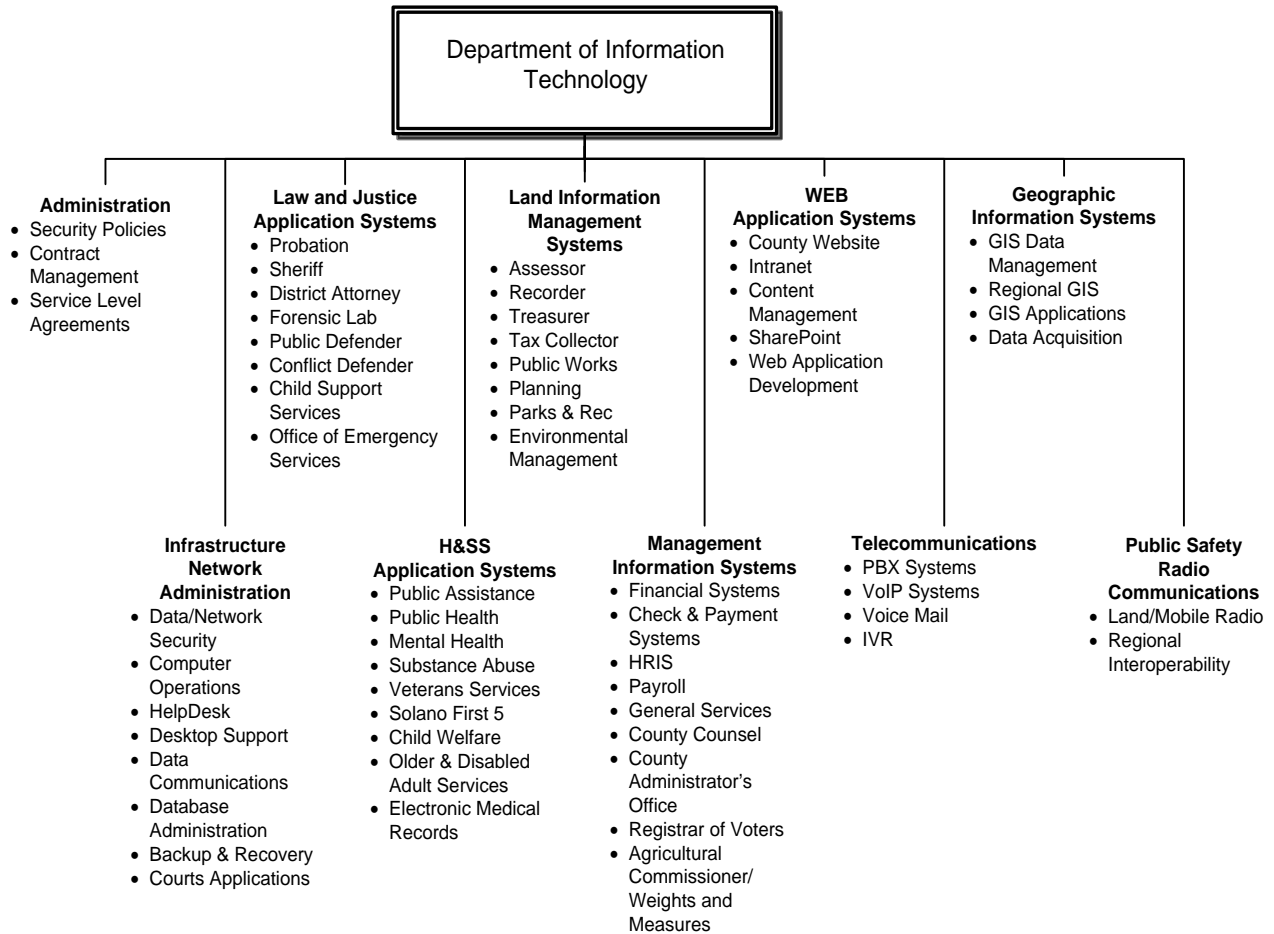 Department of Information
Technology
Administration
• Security Policies
• Contract
Management
• Service Level
Agreements
Law and Justice
Application Systems
• Probation
• Sheriff
• District Attorney
• Forensic Lab
• Public Defender
• Conflict Defender
• Child Support
Services
• Office of Emergency
Services
Land Information
Management
Systems
• Assessor
• Recorder
• Treasurer
• Tax Collector
• Public Works
• Planning
• Parks & Rec
• Environmental
Management
WEB
Application Systems
• County Website
• Intranet
• Content
Management
• SharePoint
• Web Application
Development
Geographic
Information Systems
• GIS Data
Management
• Regional GIS
• GIS Applications
• Data Acquisition
Infrastructure
Network
Administration
• Data/Network
Security
• Computer
Operations
• HelpDesk
• Desktop Support
• Data
Communications
• Database
Administration
• Backup & Recovery
• Courts Applications
H&SS
Application Systems
• Public Assistance
• Public Health
• Mental Health
• Substance Abuse
• Veterans Services
• Solano First 5
• Child Welfare
• Older & Disabled
Adult Services
• Electronic Medical
Records
Management
Information Systems
• Financial Systems
• Check & Payment
Systems
• HRIS
• Payroll
• General Services
• County Counsel
• County
Administrator's
Office
• Registrar of Voters
• Agricultural
Commissioner/
Weights and
Measures
Telecommunications
• PBX Systems
• VoIP Systems
• Voice Mail
• IVR
Public Safety
Radio
Communications
• Land/Mobile Radio
• Regional
Interoperability